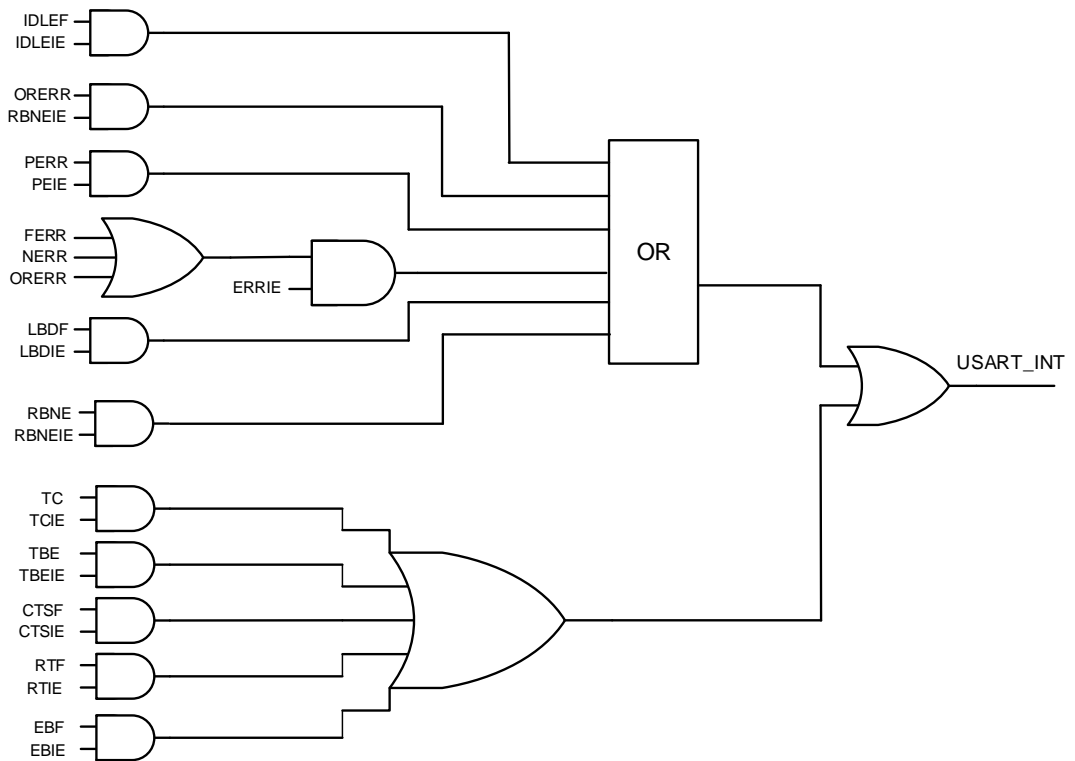 IDLEF
IDLEIE
ORERR
RBNEIE
PERR
PEIE
FERR
NERR
ORERR
ERRIE
LBDF
LBDIE
RBNE
RBNEIE
OR
USART_INT
TC
TCIE
TBE
TBEIE
CTSF
CTSIE
RTF
RTIE
EBF
EBIE